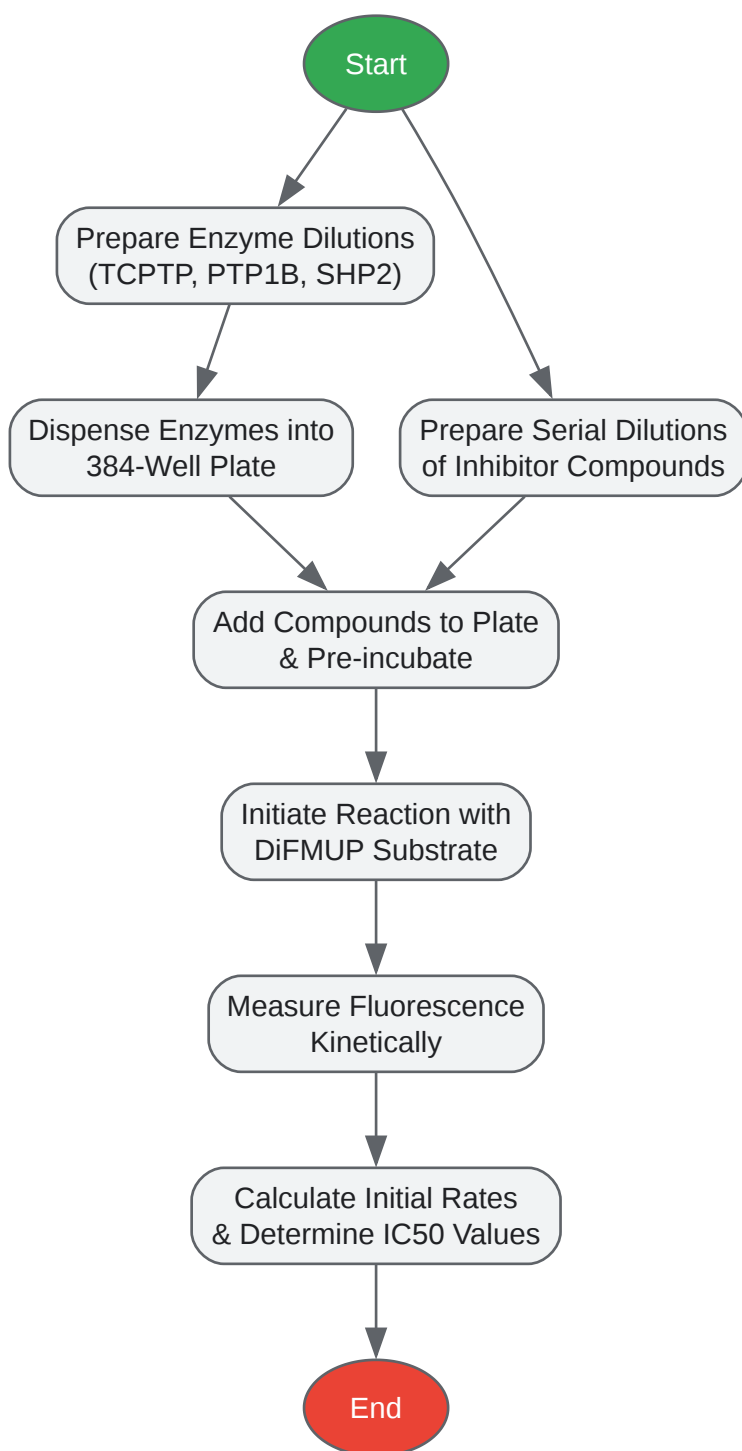 Start
Prepare Enzyme Dilutions
(TCPTP, PTP1B, SHP2)
Dispense Enzymes into
384-Well Plate
Prepare Serial Dilutions
of Inhibitor Compounds
Add Compounds to Plate
& Pre-incubate
Initiate Reaction with
DiFMUP Substrate
Measure Fluorescence
Kinetically
Calculate Initial Rates
& Determine IC50 Values
End